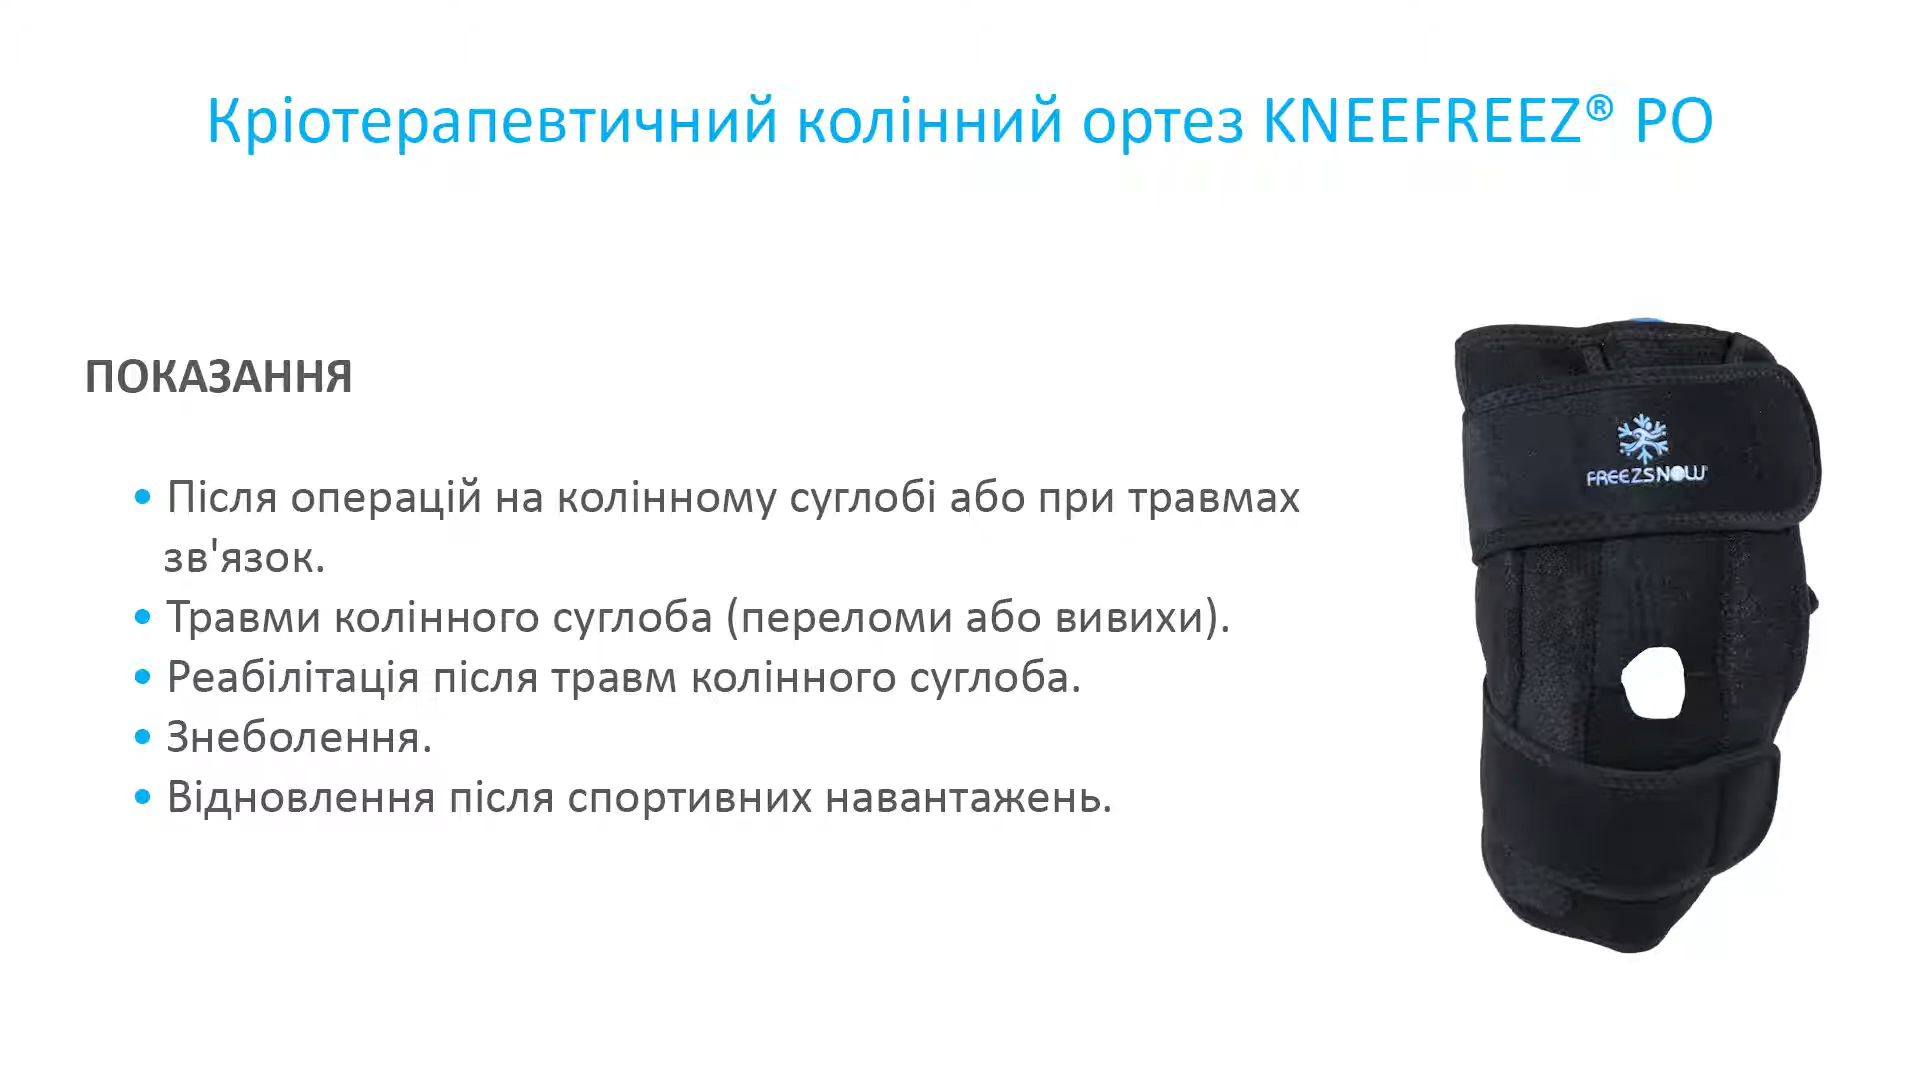 Кріотерапевтичний колінний ортез KNEEFREEZ® PO
ПОКАЗАННЯ
• Після операцій на колінному суглобі або при травмах
зв'язок.
• Травми колінного суглоба (переломи або вивихи).
• Реабілітація після травм колінного суглоба.
• Знеболення.
• Відновлення після спортивних навантажень.
FREEZSNOW